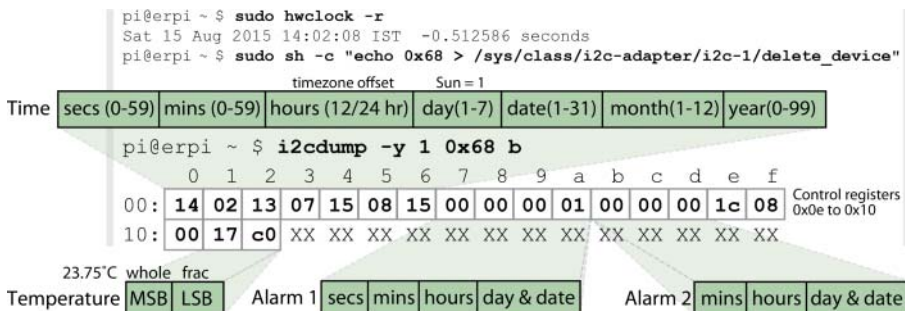 pi@erpi ~ $ sudo hwclock -r
Sat 15 Aug 2015 14:02:08 IST  -0.512586 seconds
pi@erpi ~ $ sudo sh -c "echo 0x68 > /sys/class/i2c-adapter/i2c-1/delete_device"
timezone offset Sun = 1
Time secs (0-59) mins (0-59) hours (12/24 hr) day(1-7) date(1-31) month(1-12) year(0-99)
pi@erpi ~ $ i2cdump -y 1 0x68 b
0 1 2 3 4 5 6 7 8 9 a b c d e f
00: 14 02 13 07 15 08 15 00 00 00 01 00 00 00 1c 08 Control registers
0x0e to 0x10
10: 00 17 c0 XX XX XX XX XX XX XX XX XX XX XX XX XX
23.75˚C whole frac
Temperature MSB LSB Alarm 1 secs mins hours day & date Alarm 2 mins hours day & date